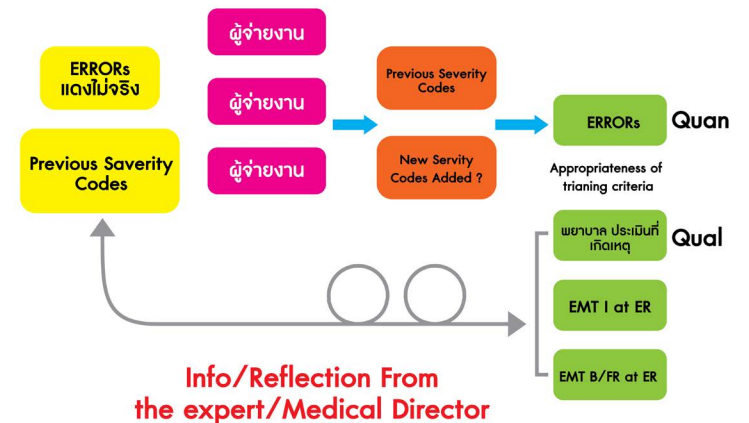 ERRORs
แดงไม่จริง
Previous Saverity
Codes
ผู้จ่ายงาน
ผู้จ่ายงาน
ผู้จ่ายงาน
Previous Severity
Codes
New Servity
Codes Added ?
ERRORs
Quan
Appropriateness of
trianing criteria
พยาบาล ประเมินที่
เกิดเหตุ
Qual
EMT I at ER
EMT B/FR at ER
Info/Reflection From
the expert/Medical Director